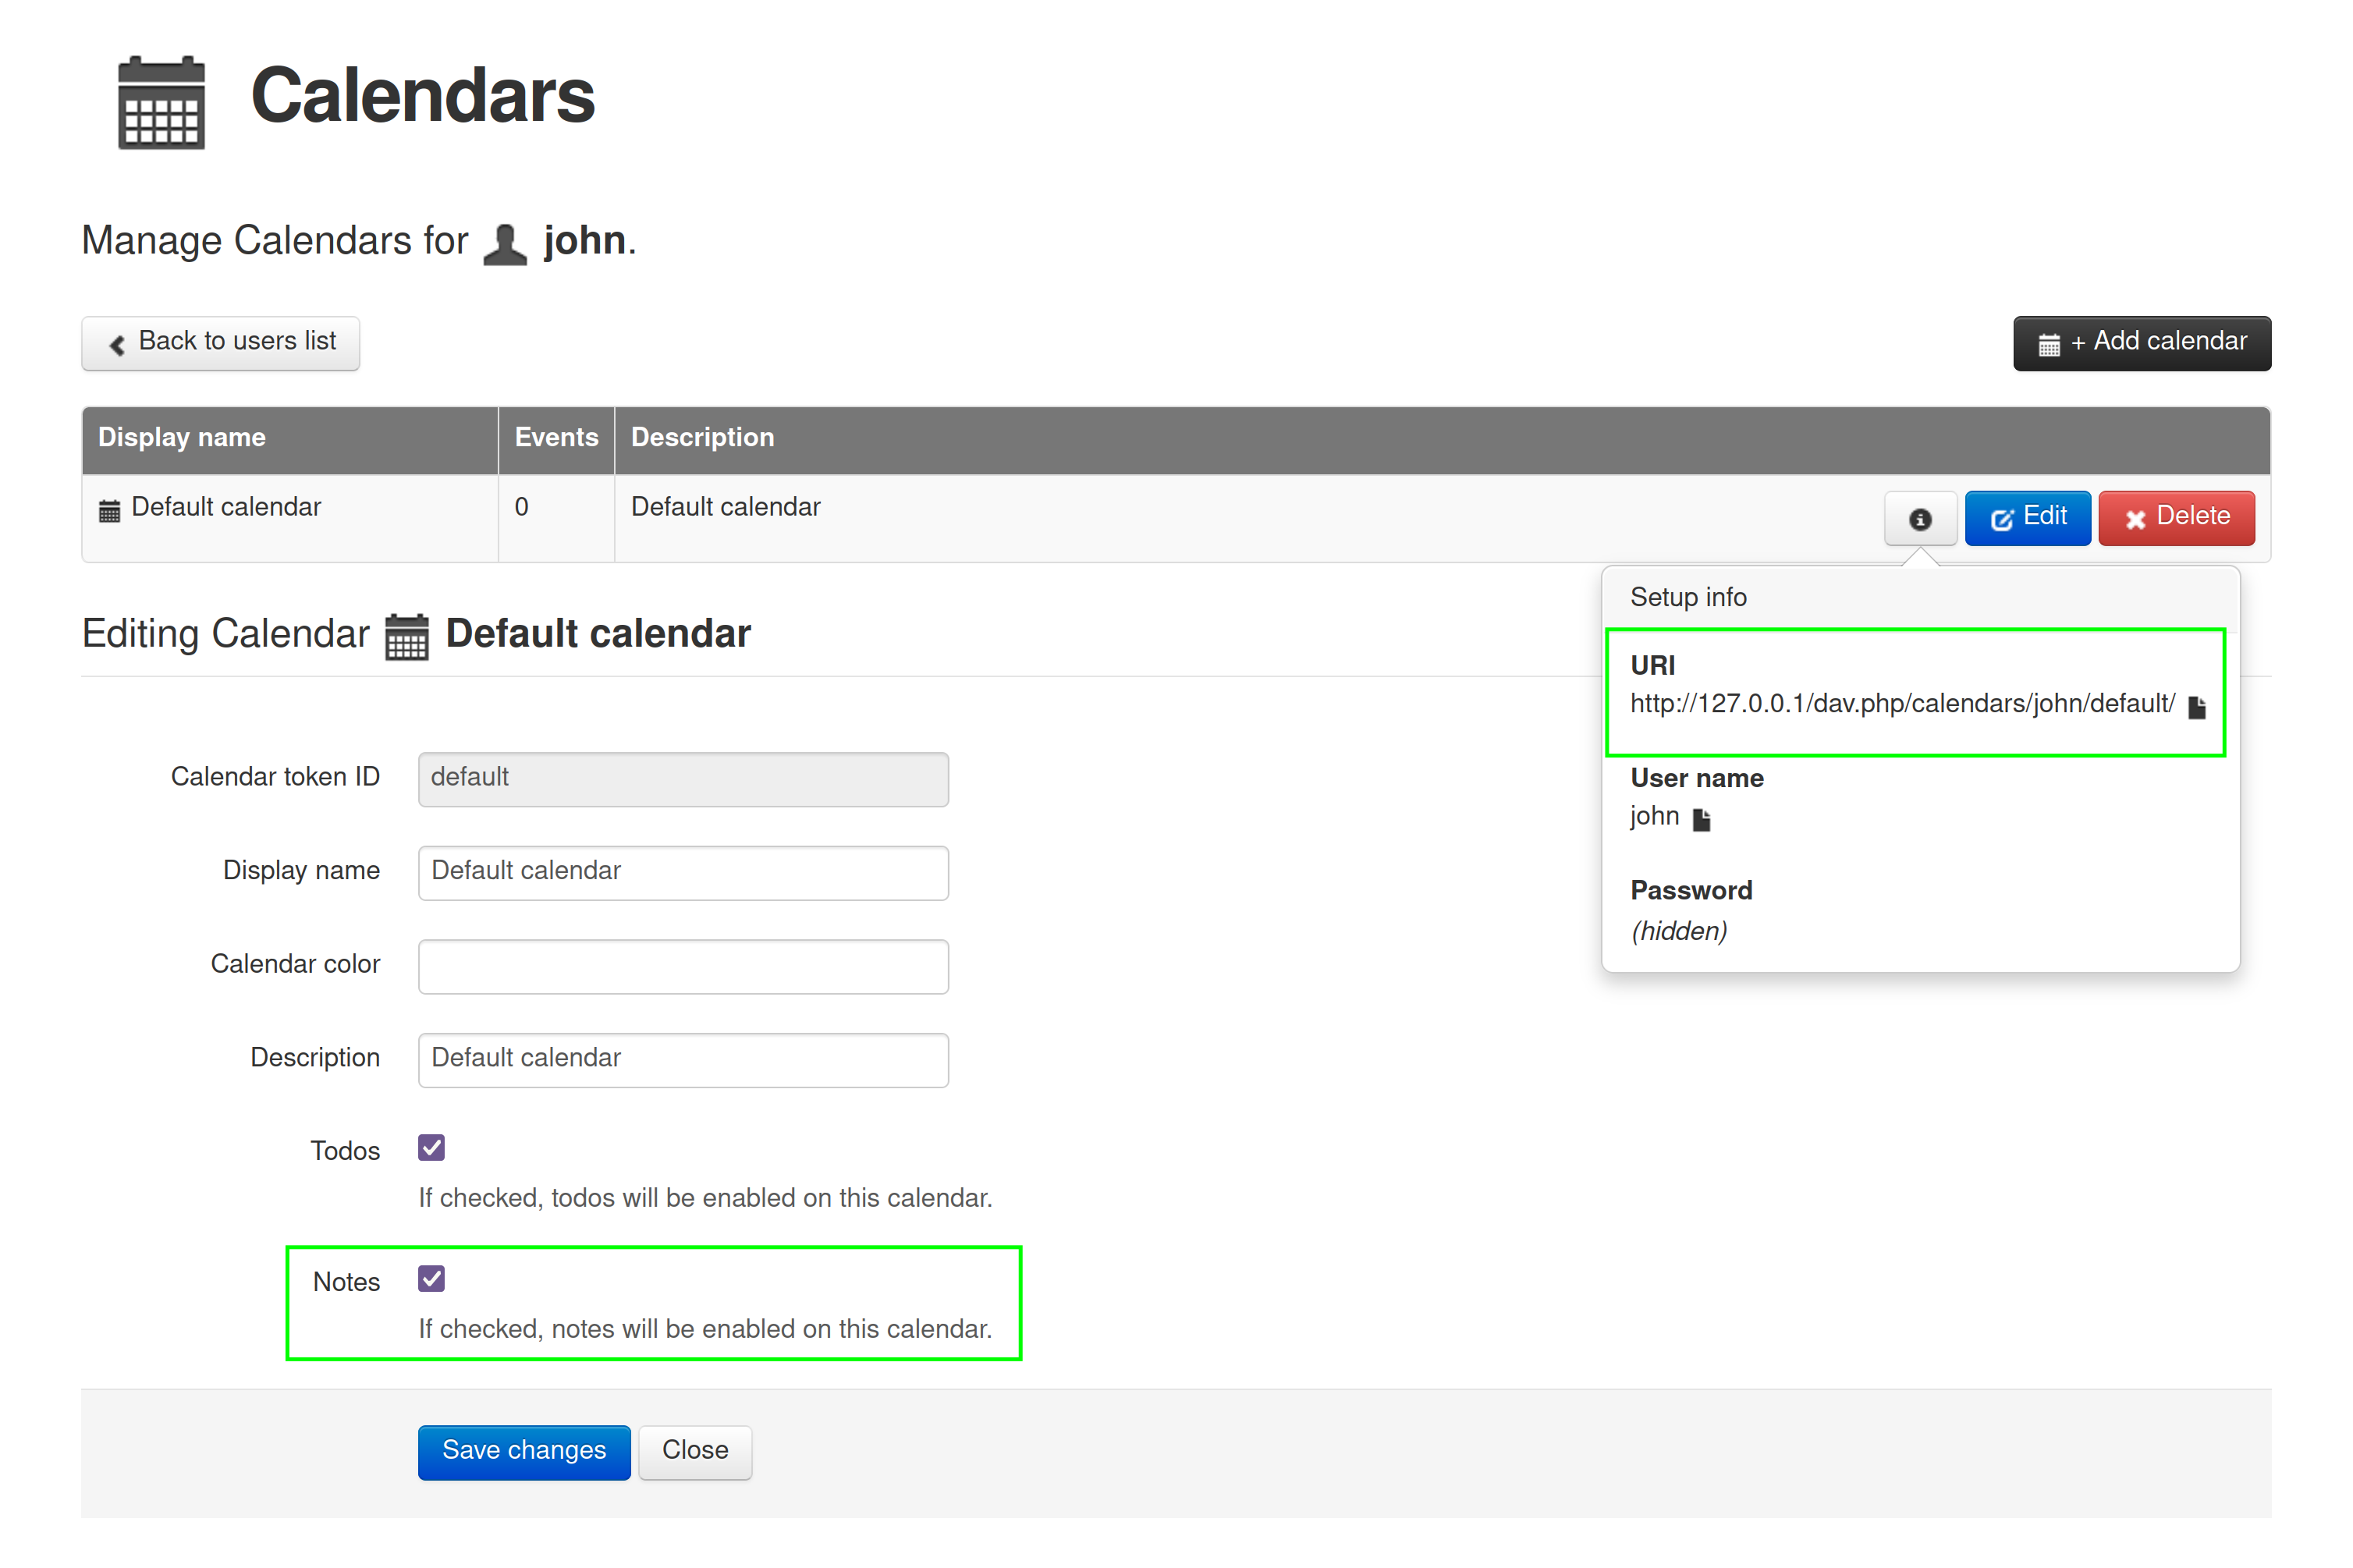 Calendars
Manage Calendars for john.
Back to users list
+ Add calendar
Display name Events Description
Default calendar 0 Default calendar Edit Delete
Setup info
URI
http://127.0.0.1/dav.php/calendars/john/default/
User name
john
Password
(hidden)
Editing Calendar Default calendar
Calendar token ID default
Display name Default calendar
Calendar color
Description Default calendar
Todos
If checked, todos will be enabled on this calendar.
Notes
If checked, notes will be enabled on this calendar.
Save changes Close